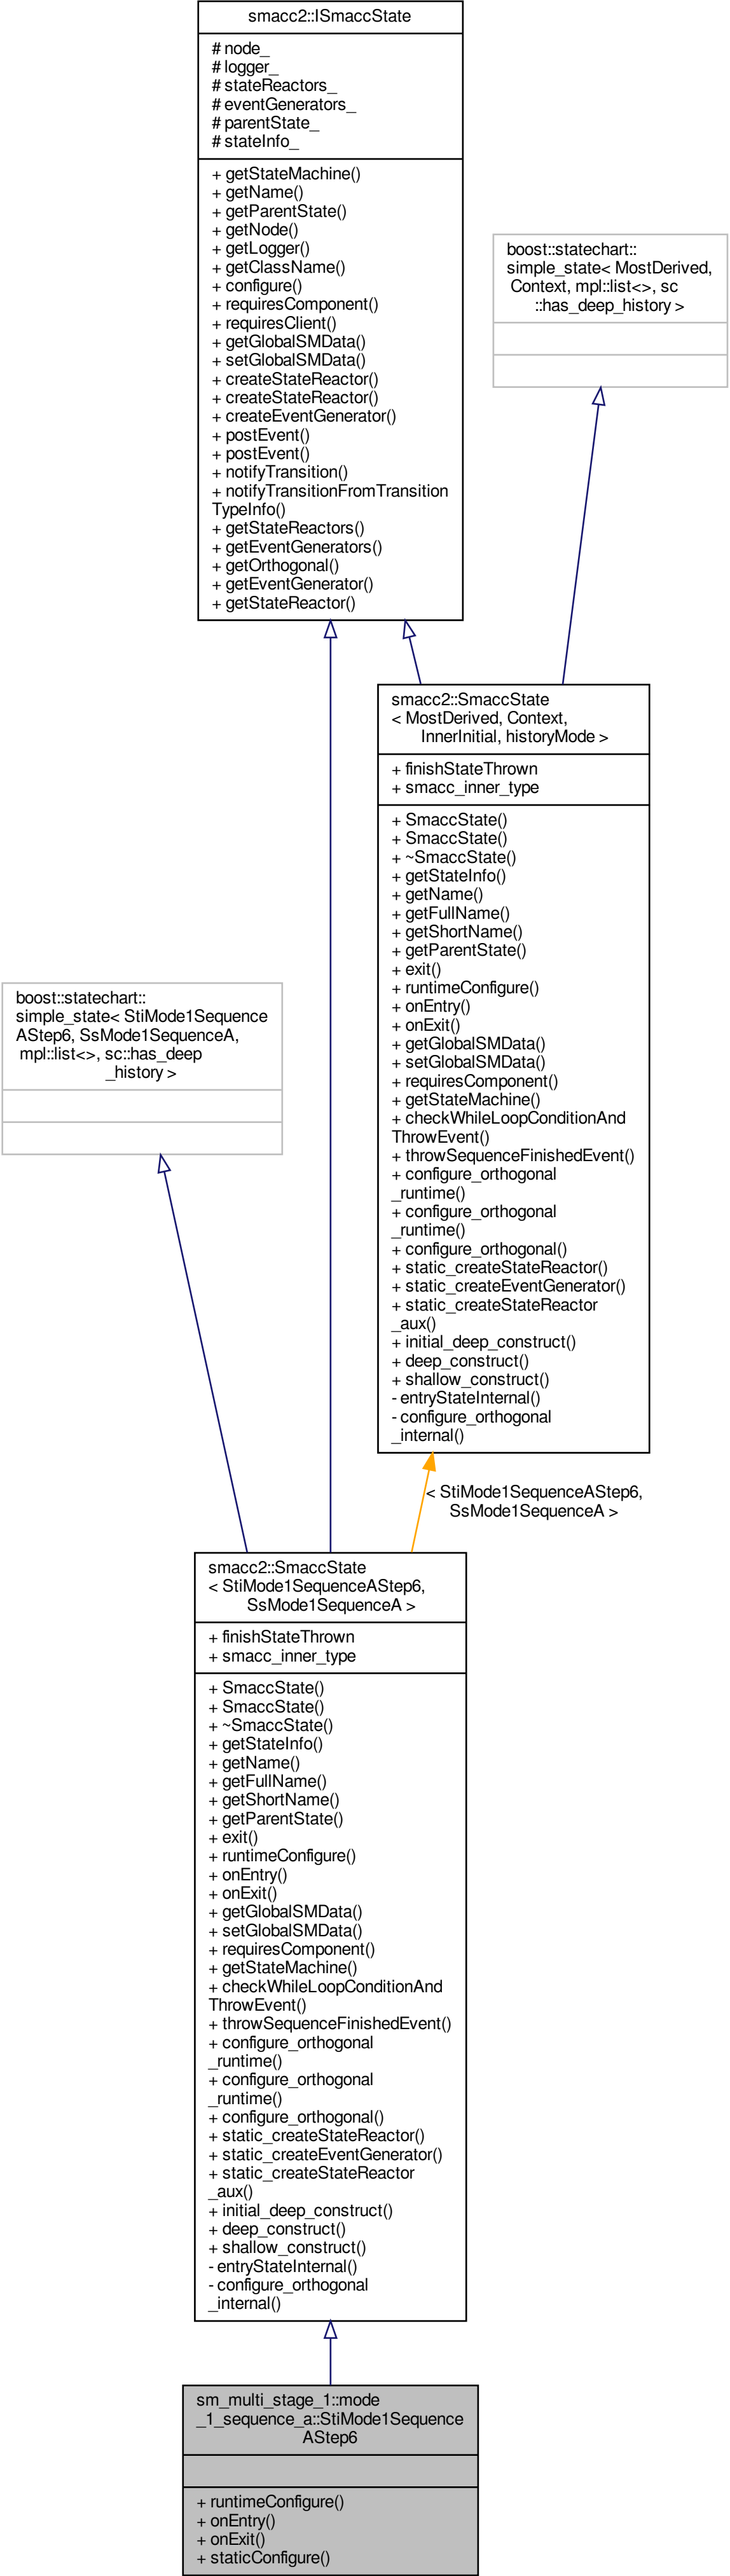 smacc2::ISmaccState
# node_
# logger_
# stateReactors_
# eventGenerators_
# parentState_
# stateInfo_
+ getStateMachine()
+ getName()
+ getParentState()
+ getNode()
+ getLogger()
+ getClassName()
+ configure()
+ requiresComponent()
+ requiresClient()
+ getGlobalSMData()
+ setGlobalSMData()
+ createStateReactor()
+ createStateReactor()
+ createEventGenerator()
+ postEvent()
+ postEvent()
+ notifyTransition()
+ notifyTransitionFromTransition
TypeInfo()
+ getStateReactors()
+ getEventGenerators()
+ getOrthogonal()
+ getEventGenerator()
+ getStateReactor()
boost::statechart::
simple_state< MostDerived,
Context, mpl::list<>, sc
::has_deep_history >
smacc2::SmaccState
< MostDerived, Context,
InnerInitial, historyMode >
+ finishStateThrown
+ smacc_inner_type
+ SmaccState()
+ SmaccState()
+ ~SmaccState()
+ getStateInfo()
+ getName()
+ getFullName()
+ getShortName()
+ getParentState()
+ exit()
+ runtimeConfigure()
+ onEntry()
+ onExit()
+ getGlobalSMData()
+ setGlobalSMData()
+ requiresComponent()
+ getStateMachine()
+ checkWhileLoopConditionAnd
ThrowEvent()
+ throwSequenceFinishedEvent()
+ configure_orthogonal
_runtime()
+ configure_orthogonal
_runtime()
+ configure_orthogonal()
+ static_createStateReactor()
+ static_createEventGenerator()
+ static_createStateReactor
_aux()
+ initial_deep_construct()
+ deep_construct()
+ shallow_construct()
- entryStateInternal()
- configure_orthogonal
_internal()
boost::statechart::
simple_state< StiMode1Sequence
AStep6, SsMode1SequenceA,
mpl::list<>, sc::has_deep
_history >
< StiMode1SequenceAStep6,
SsMode1SequenceA >
smacc2::SmaccState
< StiMode1SequenceAStep6,
SsMode1SequenceA >
+ finishStateThrown
+ smacc_inner_type
+ SmaccState()
+ SmaccState()
+ ~SmaccState()
+ getStateInfo()
+ getName()
+ getFullName()
+ getShortName()
+ getParentState()
+ exit()
+ runtimeConfigure()
+ onEntry()
+ onExit()
+ getGlobalSMData()
+ setGlobalSMData()
+ requiresComponent()
+ getStateMachine()
+ checkWhileLoopConditionAnd
ThrowEvent()
+ throwSequenceFinishedEvent()
+ configure_orthogonal
_runtime()
+ configure_orthogonal
_runtime()
+ configure_orthogonal()
+ static_createStateReactor()
+ static_createEventGenerator()
+ static_createStateReactor
_aux()
+ initial_deep_construct()
+ deep_construct()
+ shallow_construct()
- entryStateInternal()
- configure_orthogonal
_internal()
sm_multi_stage_1::mode
_1_sequence_a::StiMode1Sequence
AStep6
+ runtimeConfigure()
+ onEntry()
+ onExit()
+ staticConfigure()